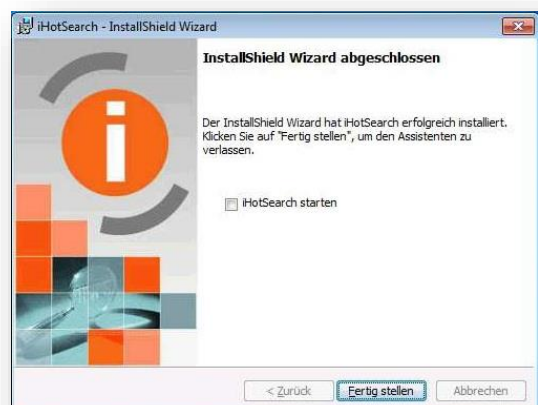 iHotSearch - InstallShield Wizard
InstallShield Wizard abgeschlossen
Der InstallShield Wizard hat iHotSearch erfolgreich installiert.
Klicken Sie auf "Fertig stellen", um den Assistenten zu
verlassen.
iHotSearch starten
< Zurück
Fertig stellen
Abbrechen